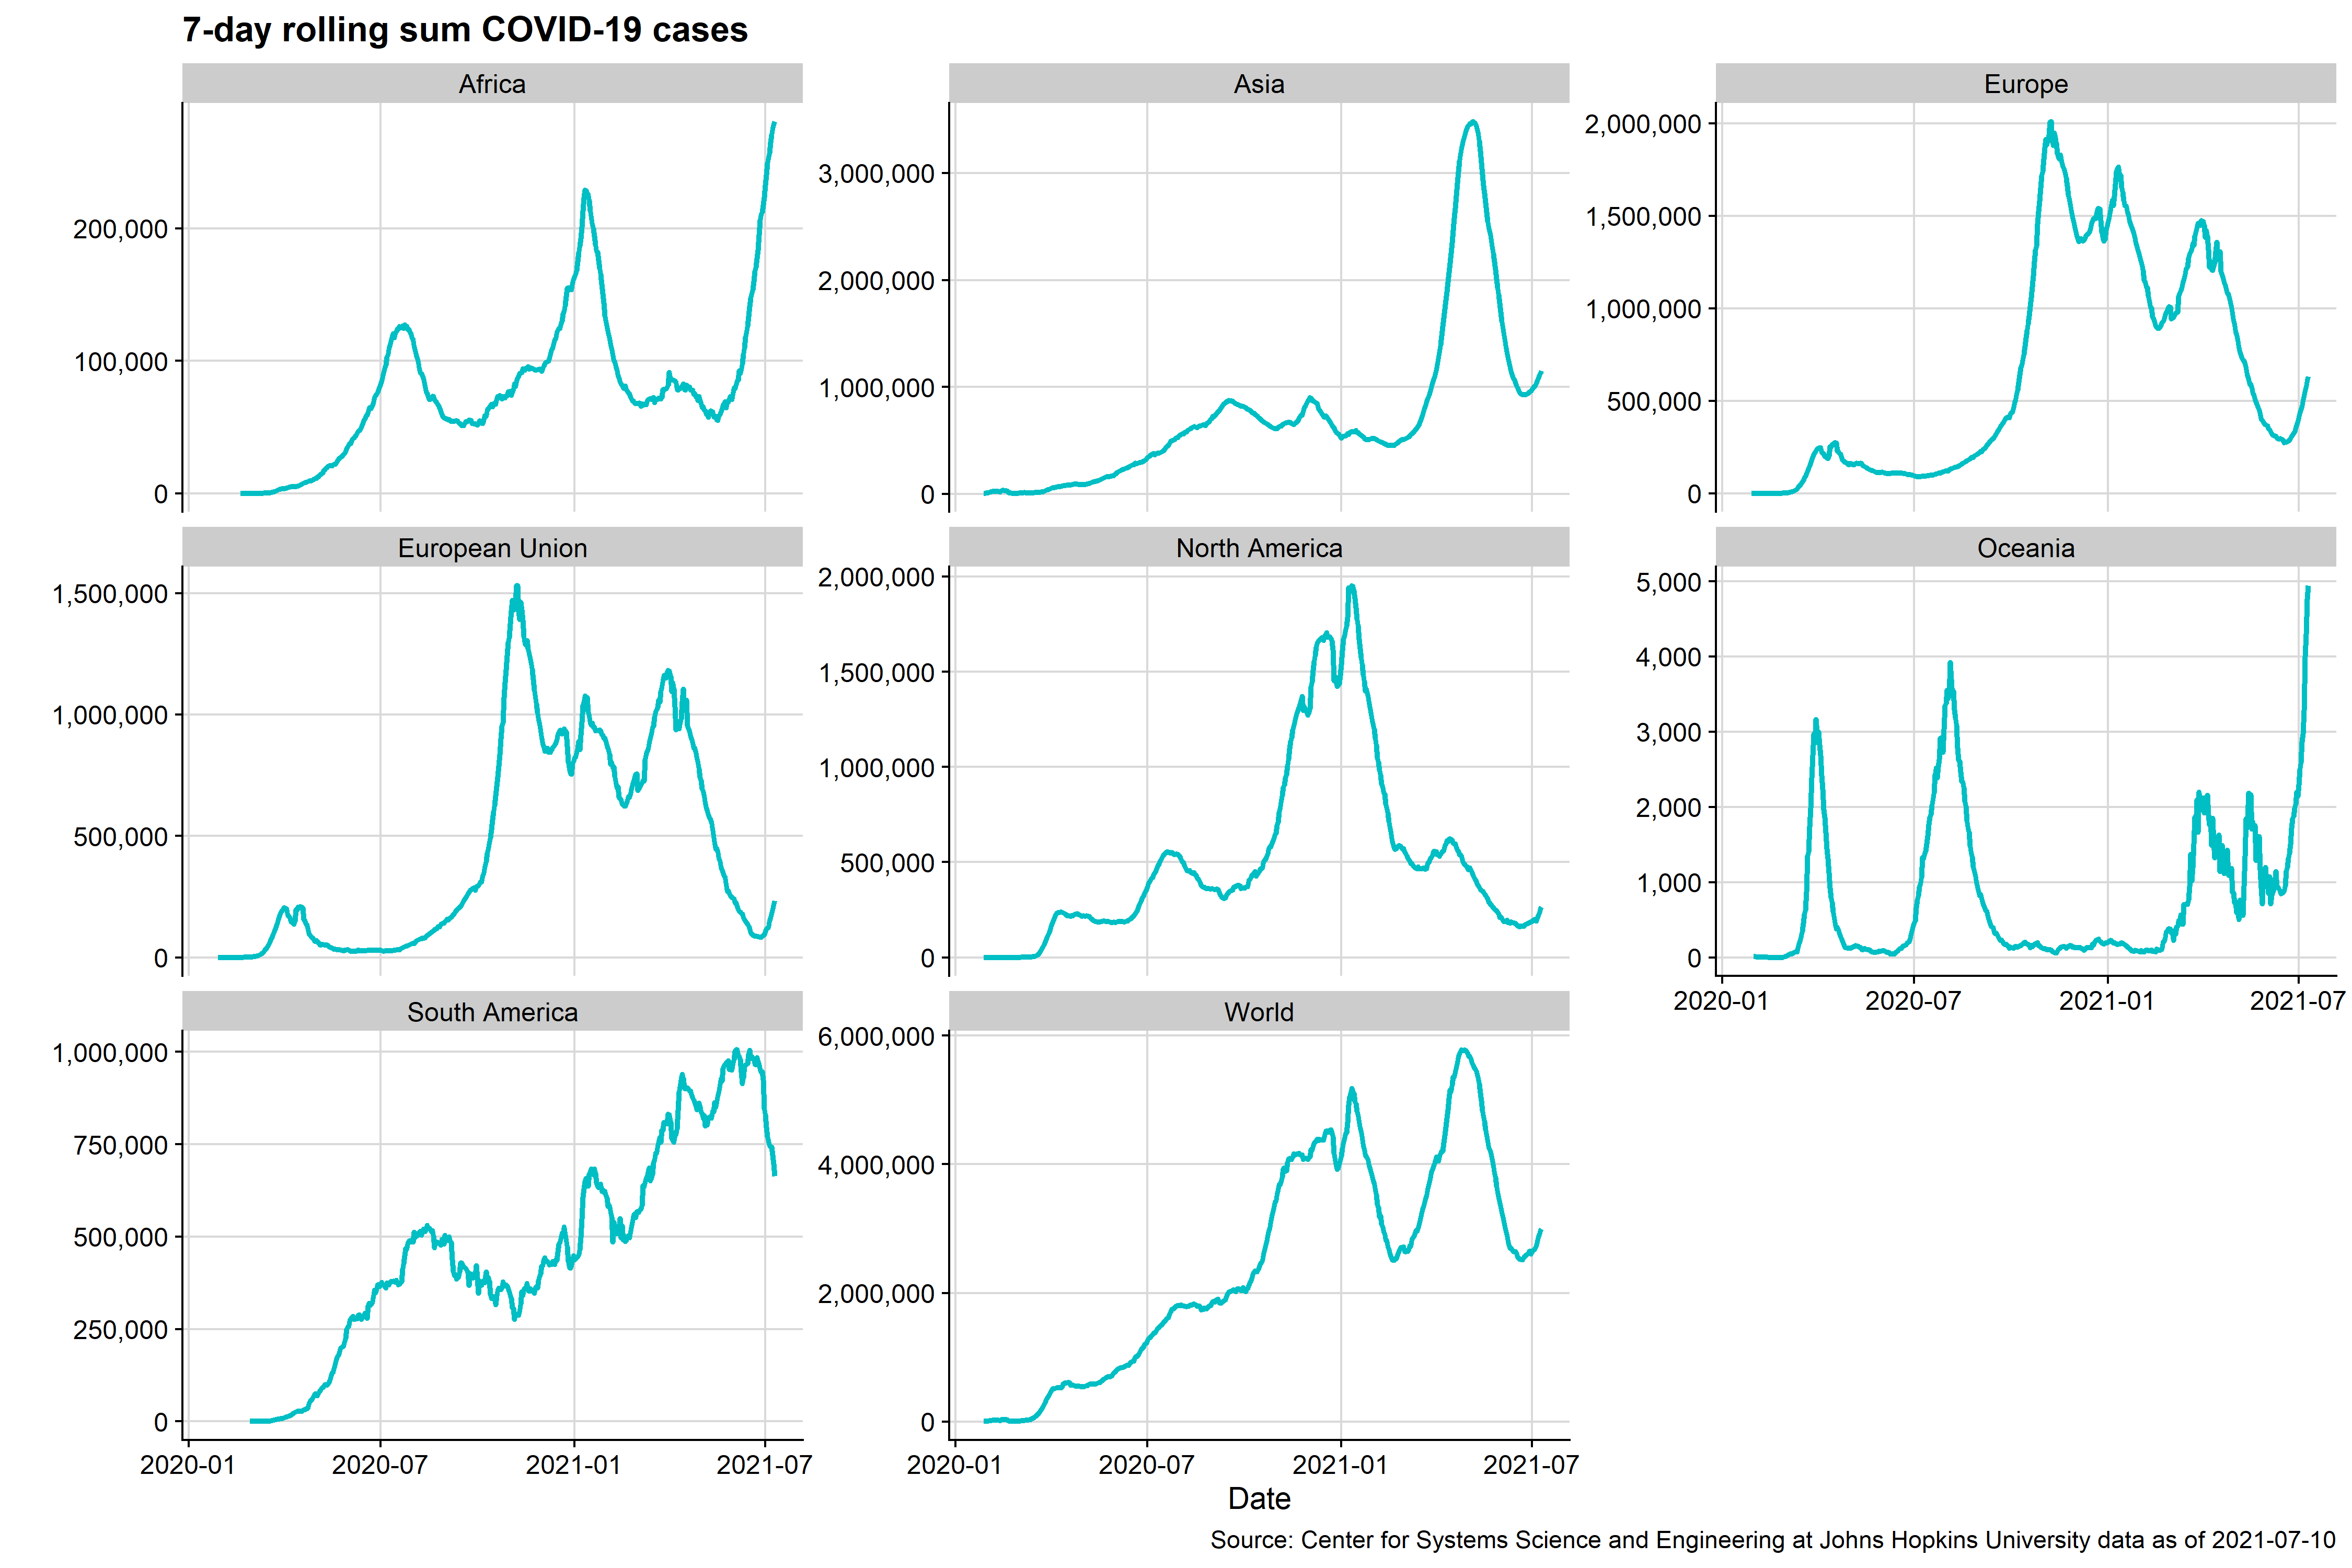 7-day rolling sum COVID-19 cases
Africa
200,000
100,000
0
Asia
3,000,000
2,000,000
1,000,000
0
Europe
2,000,000
1,500,000
1,000,000
500,000
0
European Union
1,500,000
1,000,000
500,000
0
North America
2,000,000
1,500,000
1,000,000
500,000
0
Oceania
5,000
4,000
3,000
2,000
1,000
0
2020-01 2020-07 2021-01 2021-07
South America
1,000,000
750,000
500,000
250,000
0
2020-01 2020-07 2021-01 2021-07
World
6,000,000
4,000,000
2,000,000
0
2020-01 2020-07 2021-01 2021-07
Date
Source: Center for Systems Science and Engineering at Johns Hopkins University data as of 2021-07-10